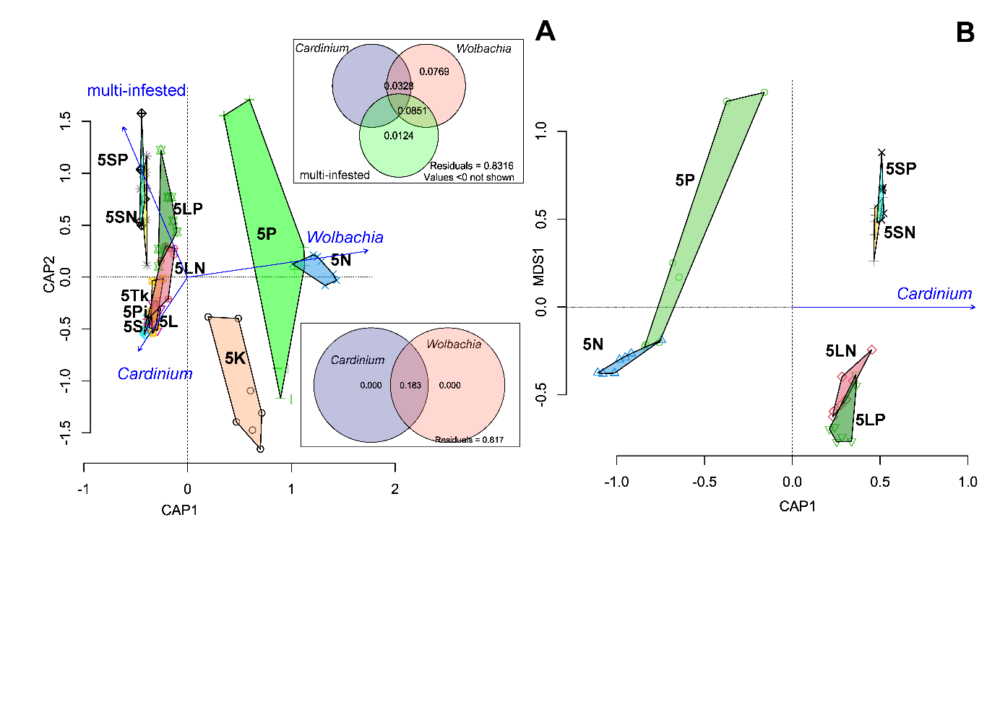 A
B
Cardinium
Wolbachia
0.0769
0.0328
0.0851
0.0124
multi-infested
Residuals = 0.8316
Values <0 not shown
multi-infested
5SP
5SN
5LP
5LN
5P
Wolbachia
5N
5Tk
5Pi
5S
5L
5K
Cardinium
Cardinium
Wolbachia
0.000
0.183
0.000
Residuals = 0.817
CAP2
1.5
1.0
0.5
0.0
-0.5
-1.0
-1.5
-1
0
1
2
CAP1
5P
5SP
5SN
Cardinium
5N
5LN
5LP
MDS1
1.0
0.5
0.0
-0.5
-1.0
-0.5
0.0
0.5
1.0
CAP1